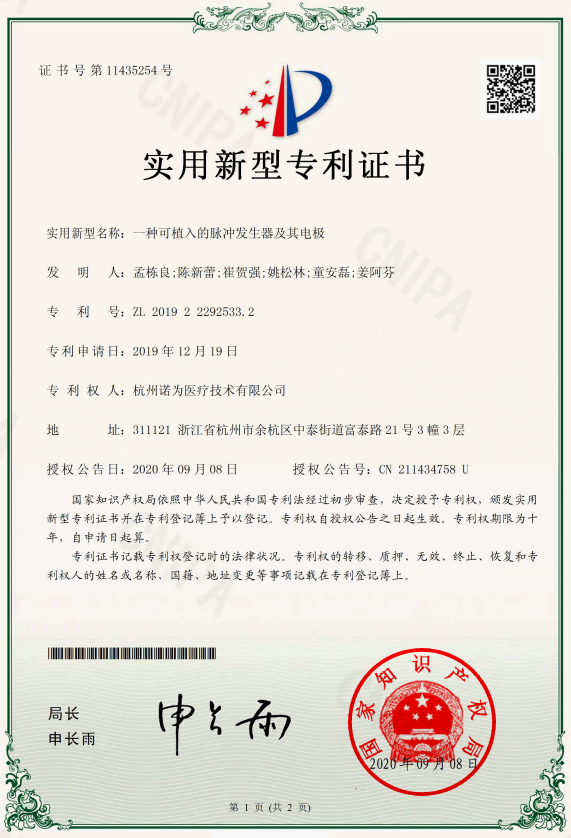 证书号第11435254号
实用新型专利证书
实用新型名称：一种可植入的脉冲发生器及其电极
发明人：孟栋良;陈新蕾;崔贺强;姚松林;童安磊;姜阿芬
专利号：ZL 2019 2 2292533.2
专利申请日：2019年12月19日
专利权人：杭州诺为医疗技术有限公司
地址：311121 浙江省杭州市余杭区中泰街道富泰路21号3幢3层
授权公告日：2020年09月08日 授权公告号：CN 211434758 U
国家知识产权局依照中华人民共和国专利法经过初步审查，决定授予专利权，颁发实用
新型专利证书并在专利登记簿上予以登记。专利权自授权公告之日起生效。专利权期限为十
年，自申请日起算。
专利证书记载专利权登记时的法律状况。专利权的转移、质押、无效、终止、恢复和专
利权人的姓名或名称、国籍、地址变更等事项记载在专利登记簿上。
局长
申长雨
申长雨
国家知识产权局
2020年09月08日
第 1 页 (共 2 页)
CNIPA
CNIPA
CNIPA